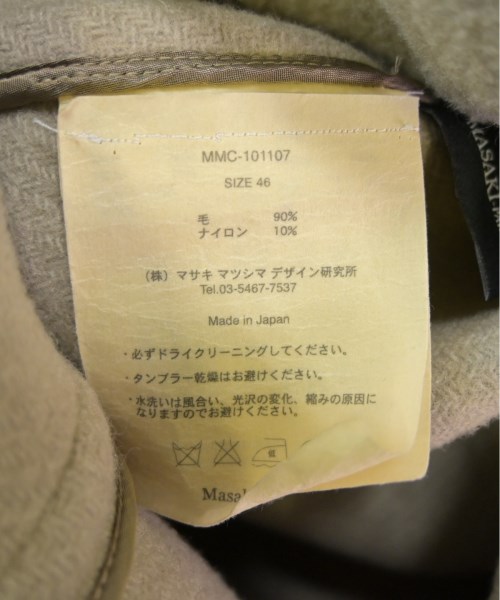 MMC-101107
SIZE 46
毛 90%
ナイロン 10%
(株) マサキ マツシマ デザイン研究所
Tel.03-5467-7537
Made in Japan
・必ずドライクリーニングしてください。
・タンブラー乾燥はお避けください。
・水洗いは風合い、光沢の変化、縮みの原因に
なりますのでお避けください。
低
Masa
MASAKI